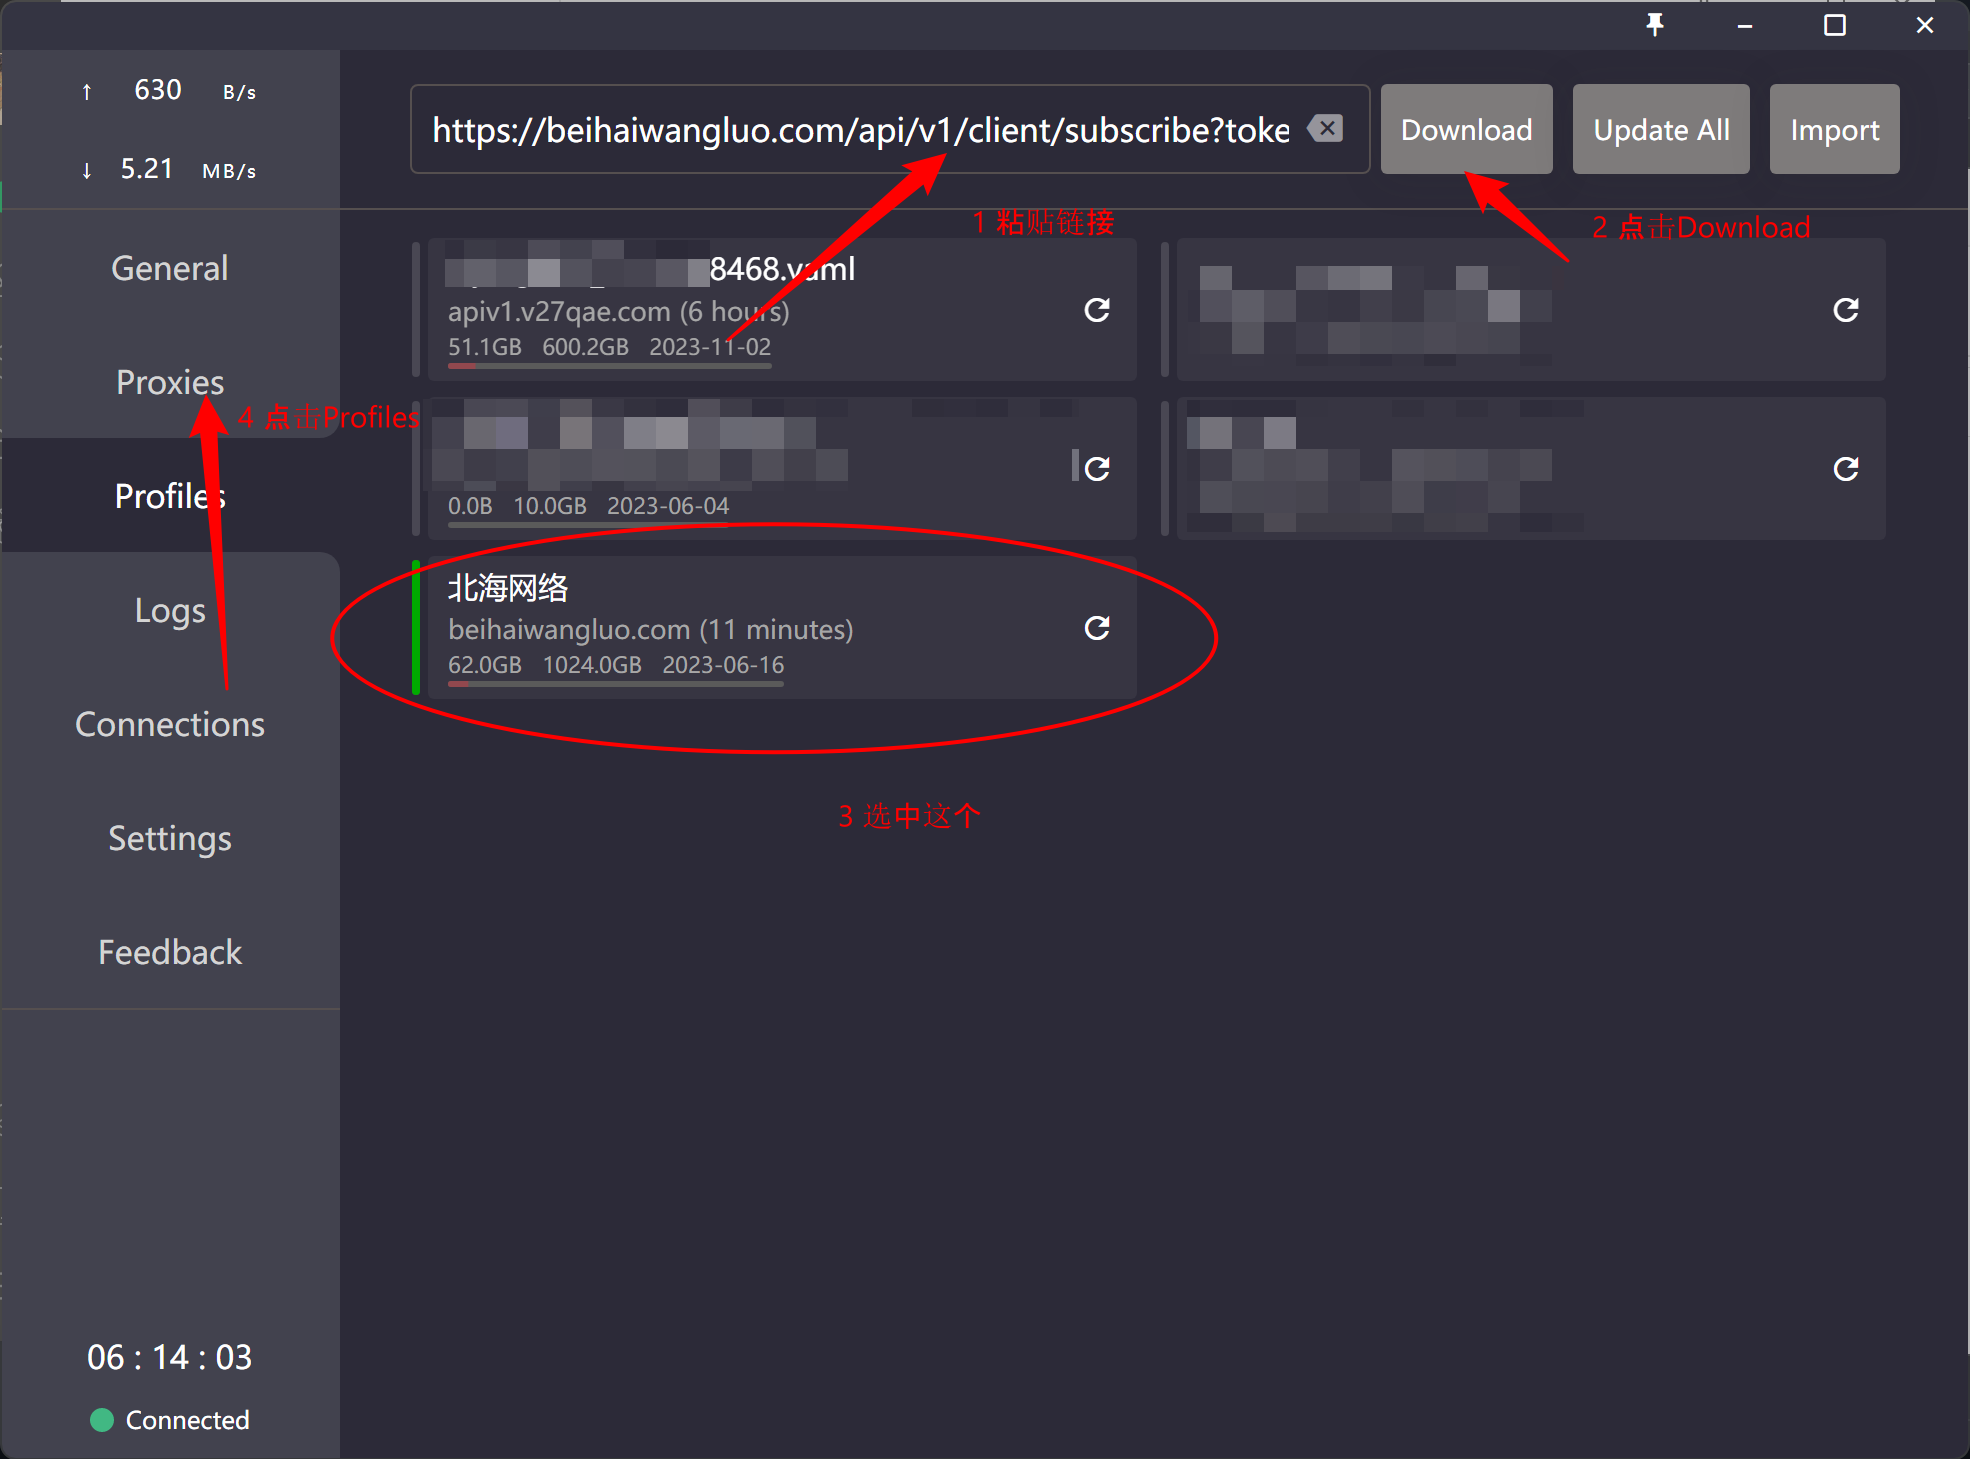 ↑ 630 B/s
↓ 5.21 MB/s
https://beihaiwangluo.com/api/v1/client/subscribe?toke
Download
Update All
Import
1 粘贴链接
2 点击Download
General
Proxies
4 点击Profiles
Profiles
Logs
Connections
Settings
Feedback
8468.yaml
apiv1.v27qae.com (6 hours)
51.1GB 600.2GB 2023-11-02
0.0B 10.0GB 2023-06-04
北海网络
beihaiwangluo.com (11 minutes)
62.0GB 1024.0GB 2023-06-16
3 选中这个
06 : 14 : 03
Connected